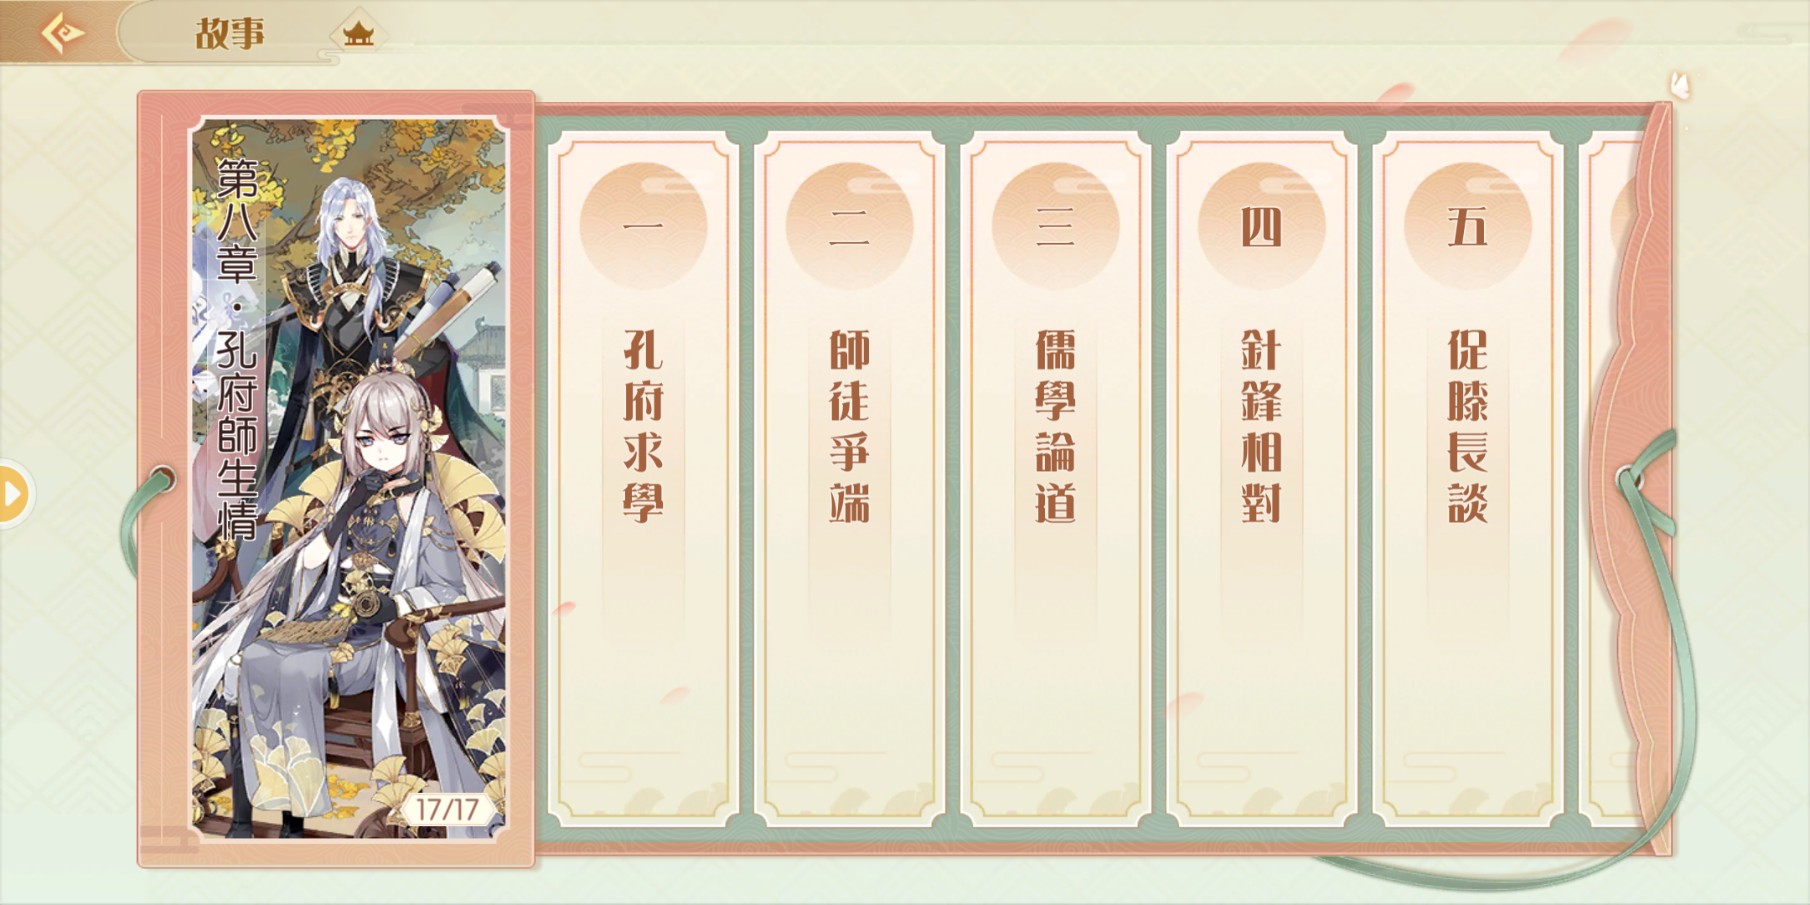 故事
第八章·孔府師生情
17/17
一
孔府求學
二
師徒爭端
三
儒學論道
四
針鋒相對
五
促膝長談